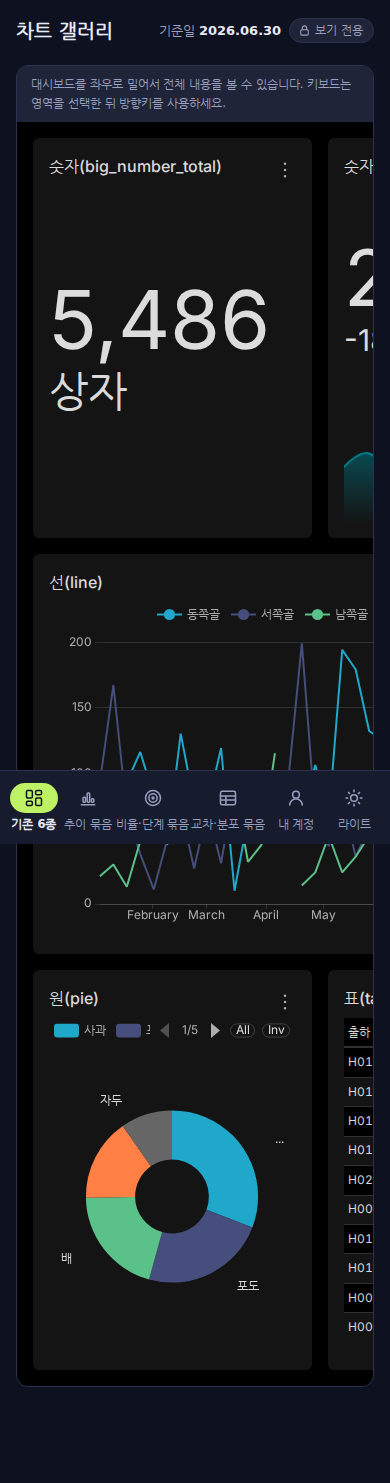 차트 갤러리
기준일 2026.06.30
보기 전용
대시보드를 좌우로 밀어서 전체 내용을 볼 수 있습니다. 키보드는
영역을 선택한 뒤 방향키를 사용하세요.
숫자(big_number_total)
5,486
상자
숫자
선(line)
동쪽골 서쪽골 남쪽골
200
150
기존 6종 추이 묶음 비율·단계 묶음 교차·분포 묶음 내 계정 라이트
0
February March April May
원(pie)
사과 1/5 All Inv
자두
...
배
포도
표(ta
출하
H01
H01
H01
H01
H02
H00
H01
H01
H00
H00